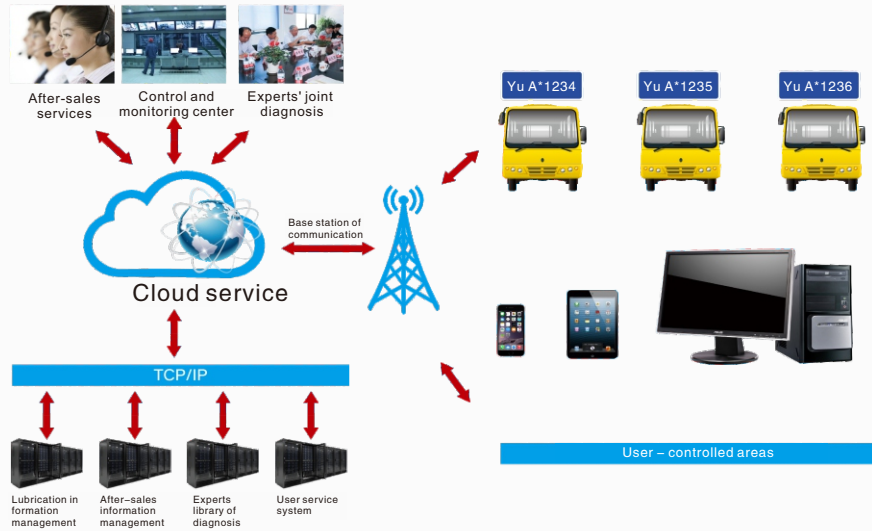 After-sales
services
Control and
monitoring center
Experts' joint
diagnosis
Yu A*1234
Yu A*1235
Yu A*1236
Base station of
communication
Cloud service
TCP/IP
Lubrication in
formation
management
After–sales
information
management
Experts
library of
diagnosis
User service
system
User – controlled areas